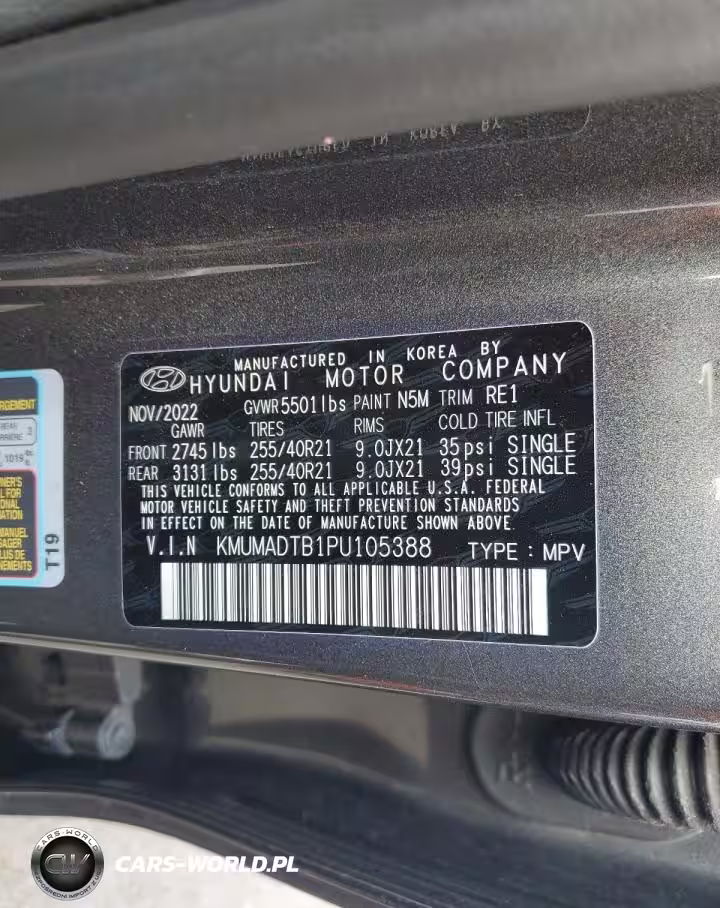 MANUFACTURED IN KOREA BY
HYUNDAI MOTOR COMPANY
NOV/2022 GVWR 5501lbs PAINT N5M TRIM RE1
GAWR TIRES RIMS COLD TIRE INFL
FRONT 2745 lbs 255/40R21 9.0JX21 35psi SINGLE
REAR 3131 lbs 255/40R21 9.0JX21 39psi SINGLE
THIS VEHICLE CONFORMS TO ALL APPLICABLE U.S.A. FEDERAL
MOTOR VEHICLE SAFETY AND THEFT PREVENTION STANDARDS
IN EFFECT ON THE DATE OF MANUFACTURE SHOWN ABOVE.
V.I.N KMUMADTB1PU105388 TYPE : MPV
T19
CARS-WORLD
CW
CARS-WORLD.PL